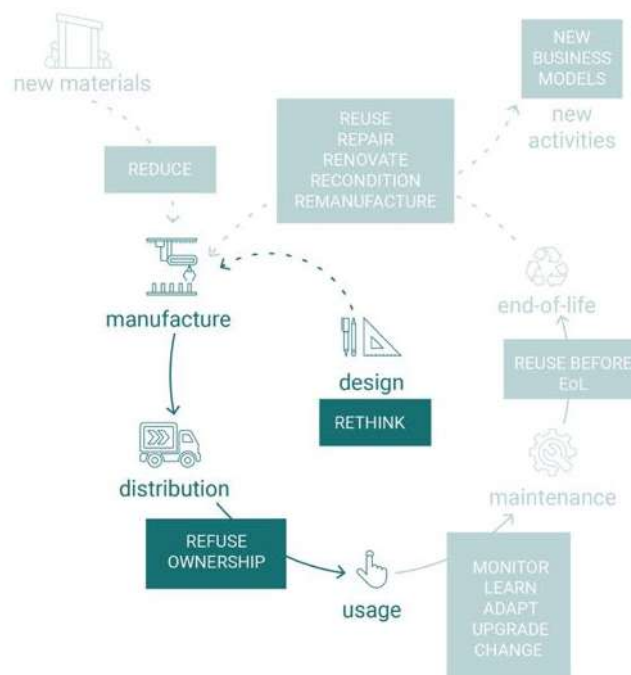 new materials
REDUCE
REUSE
REPAIR
RENOVATE
RECONDITION
REMANUFACTURE
NEW
BUSINESS
MODELS
new
activities
manufacture
design
RETHINK
end-of-life
REUSE BEFORE
EoL
distribution
REFUSE
OWNERSHIP
maintenance
usage
MONITOR
LEARN
ADAPT
UPGRADE
CHANGE